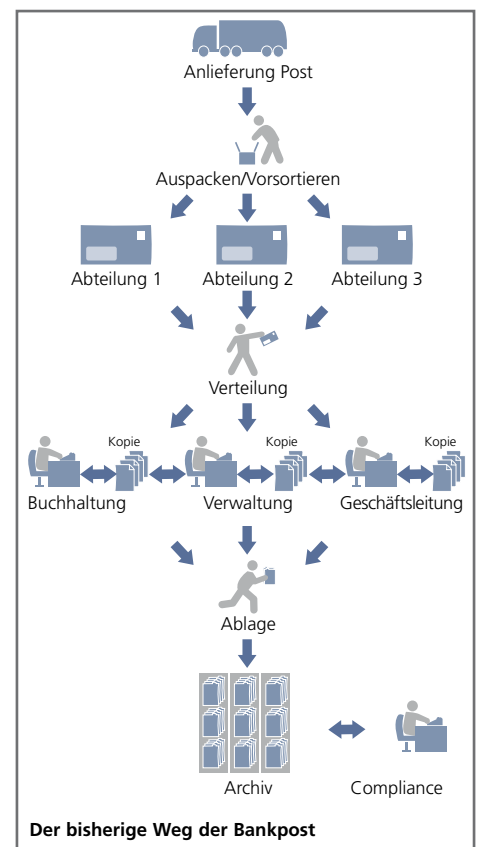 Anlieferung Post
Auspacken/Vorsortieren
Abteilung 1 Abteilung 2 Abteilung 3
Verteilung
Kopie Kopie Kopie
Buchhaltung Verwaltung Geschäftsleitung
Ablage
Archiv Compliance
Der bisherige Weg der Bankpost